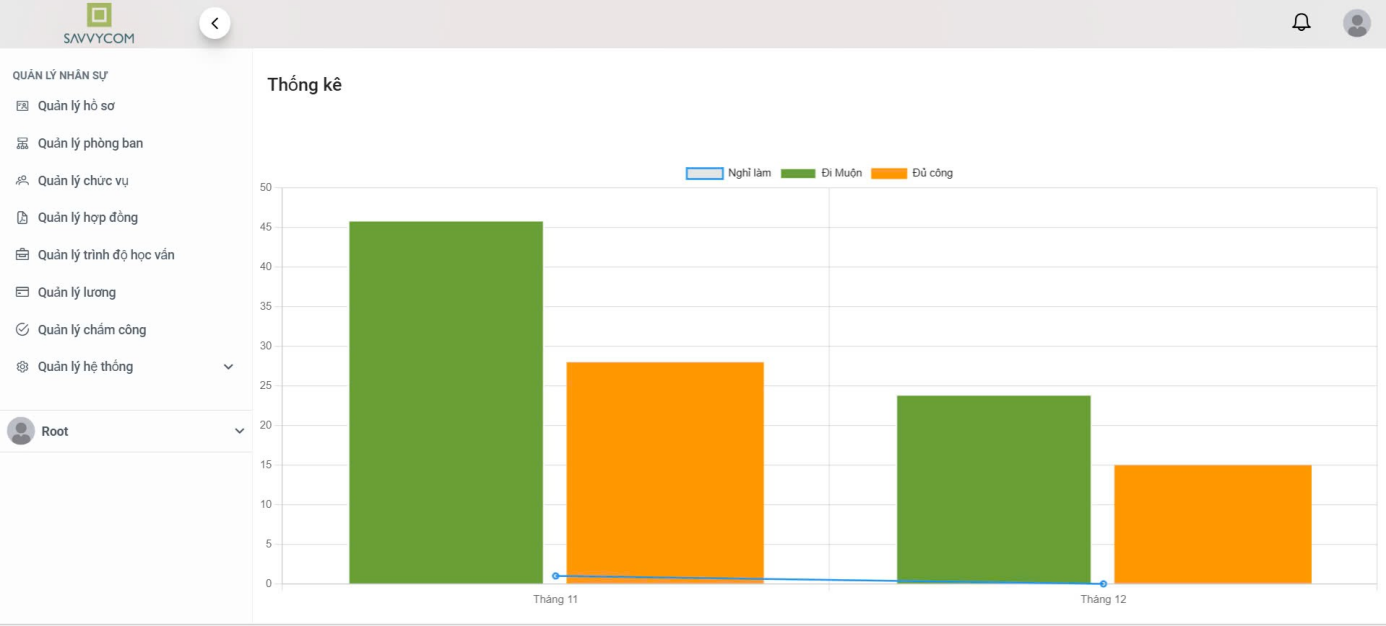 SAVVYCOM
QUẢN LÝ NHÂN SỰ
Quản lý hồ sơ
Quản lý phòng ban
Quản lý chức vụ
Quản lý hợp đồng
Quản lý trình độ học vấn
Quản lý lương
Quản lý chấm công
Quản lý hệ thống
Root
Thống kê
Nghỉ làm Đi Muộn Đủ công
50
45
40
35
30
25
20
15
10
5
0
Tháng 11 Tháng 12